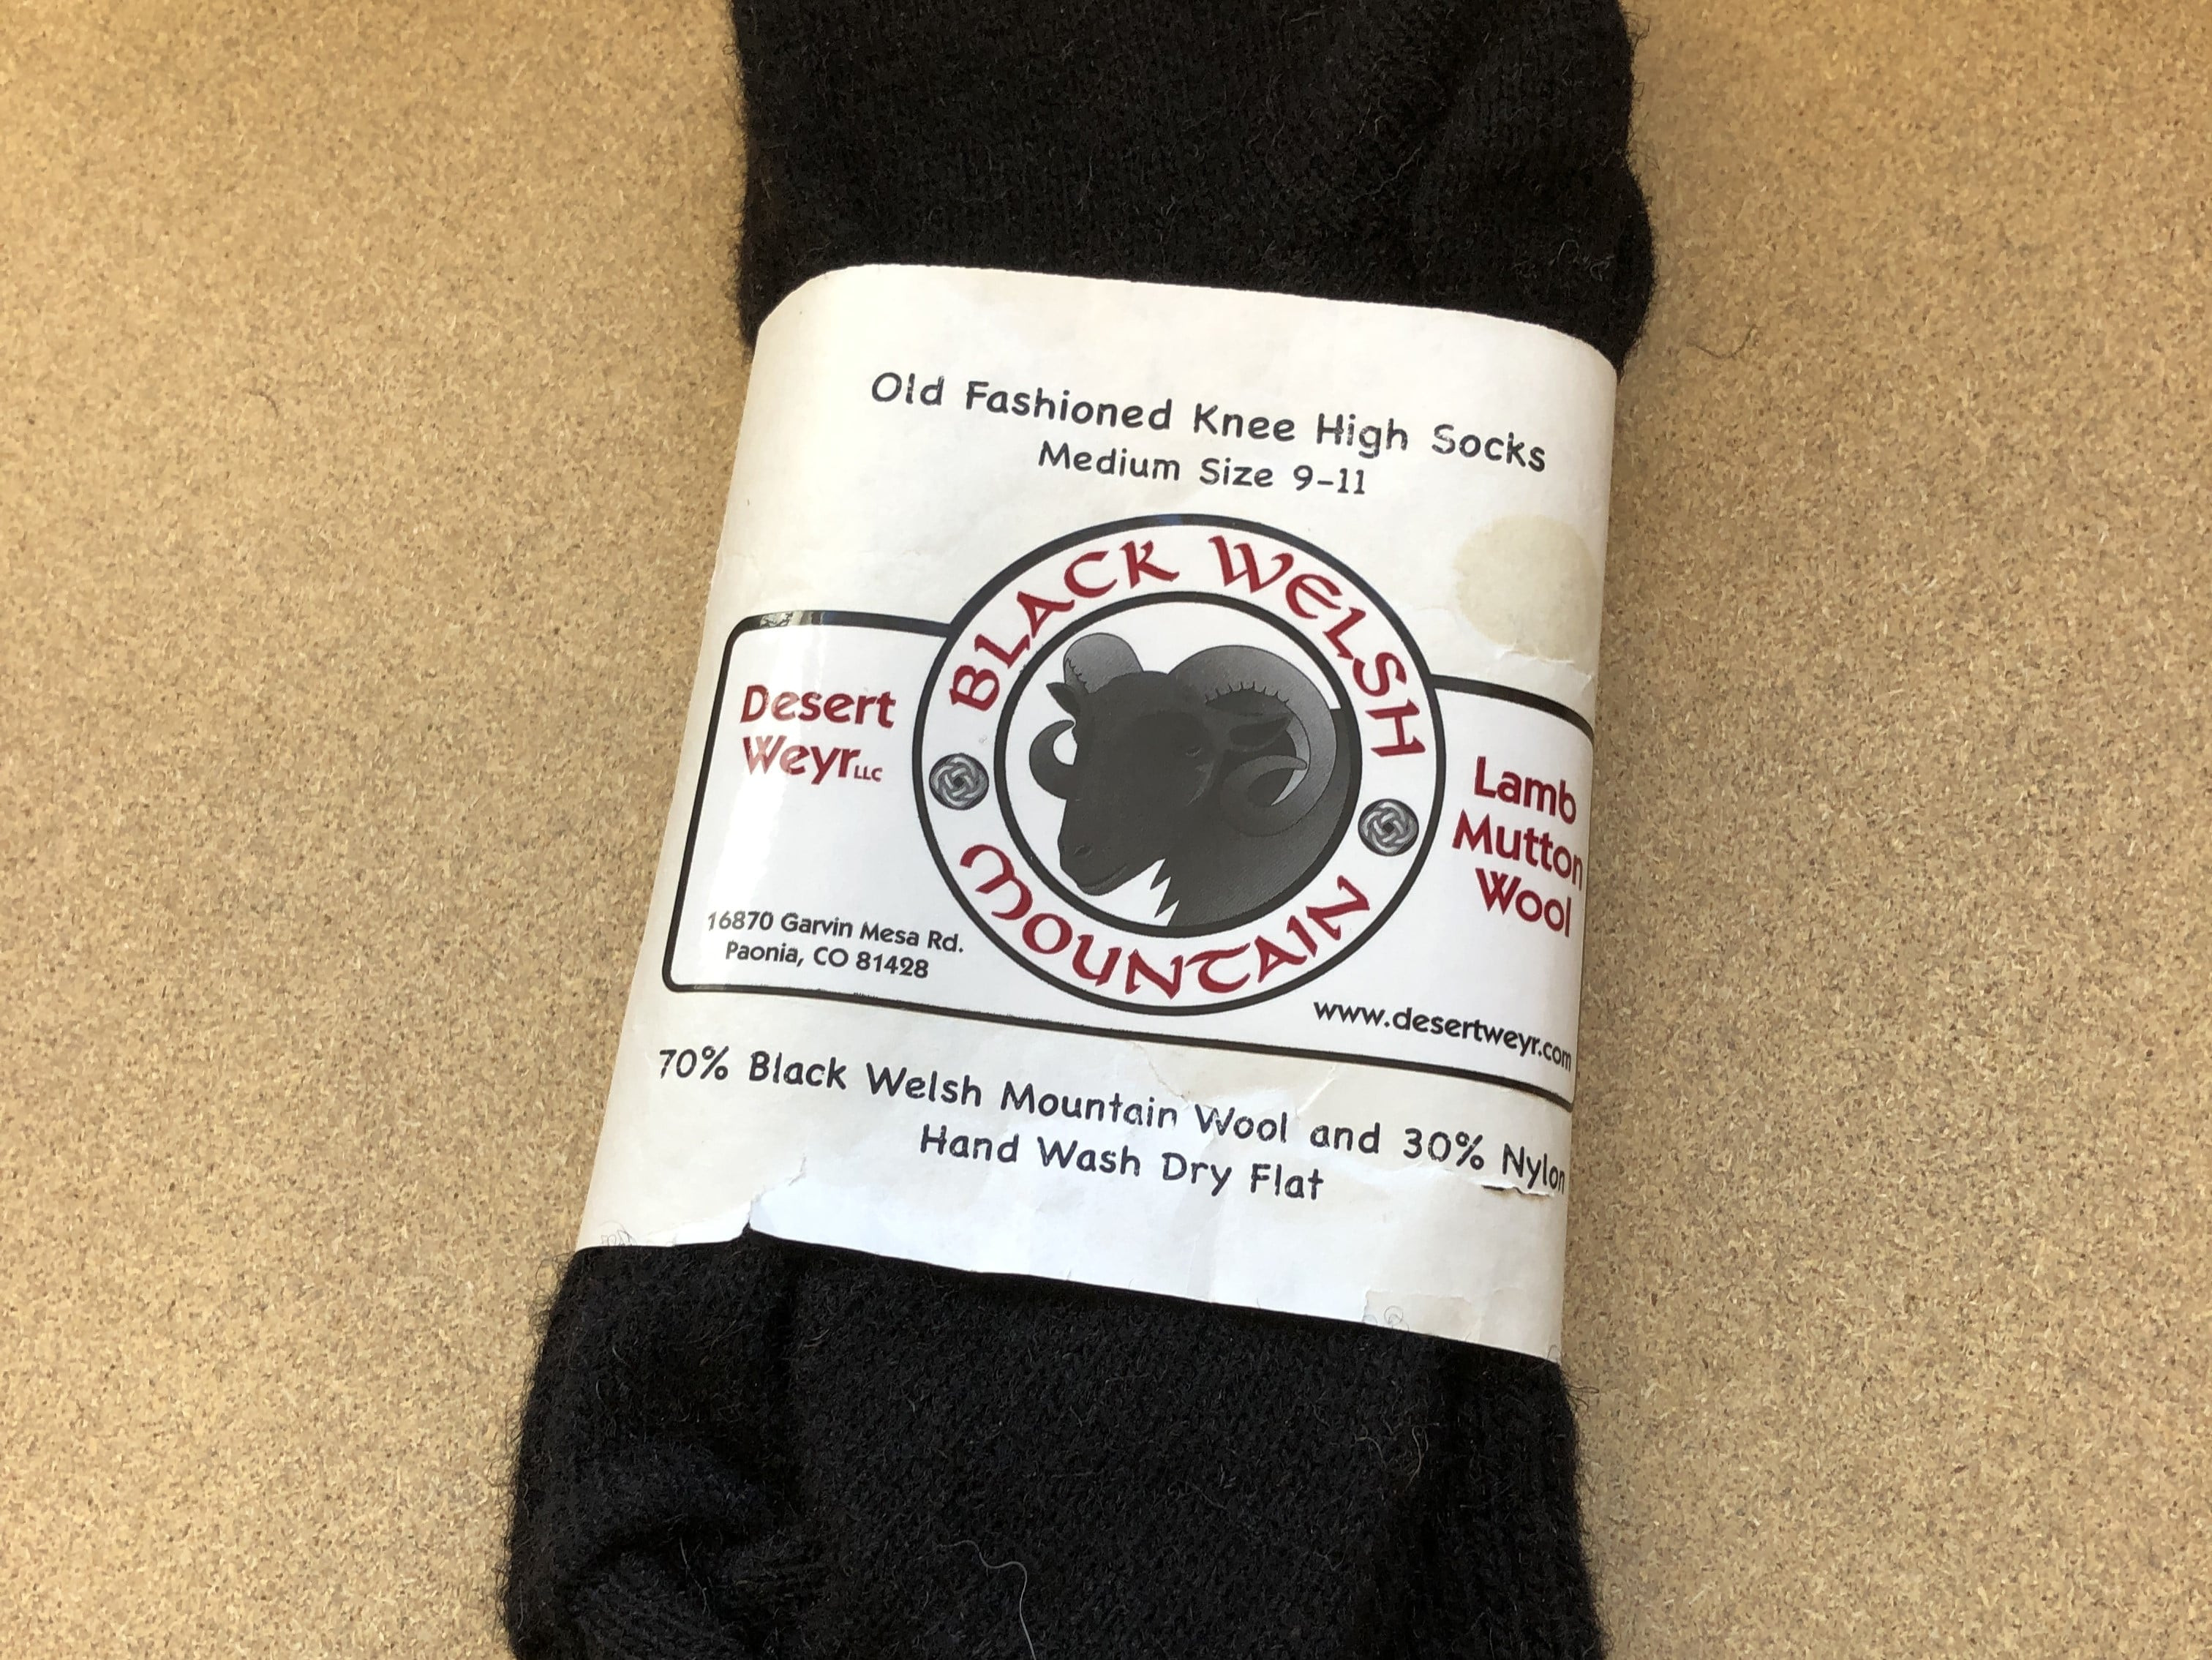 Old Fashioned Knee High Socks
Medium Size 9-11
BLACK WELSH
MOUNTAIN
Desert
Weyr LLC
16870 Garvin Mesa Rd.
Paonia, CO 81428
Lamb
Mutton
Wool
www.desertweyr.com
70% Black Welsh Mountain Wool and 30% Nylon
Hand Wash Dry Flat